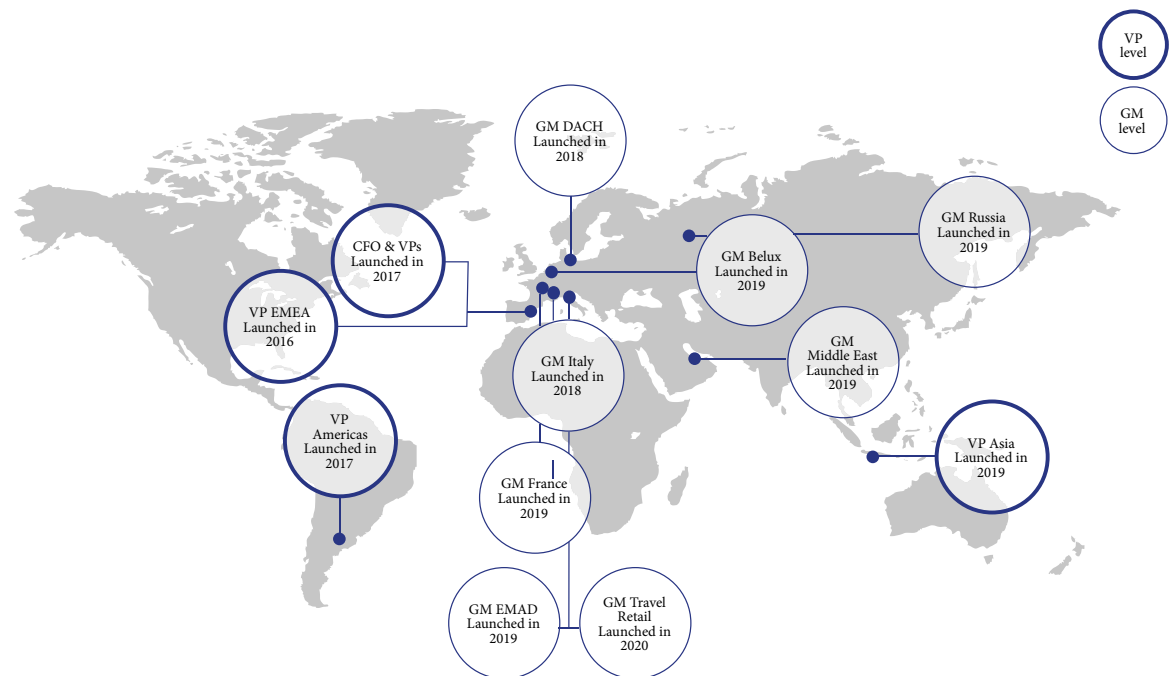 VP
level
GM
level
GM DACH
Launched in
2018
GM Russia
Launched in
2019
CFO & VPs
Launched in
2017
GM Belux
Launched in
2019
VP EMEA
Launched in
2016
GM
Middle East
Launched in
2019
GM Italy
Launched in
2018
VP
Americas
Launched in
2017
VP Asia
Launched in
2019
GM France
Launched in
2019
GM EMAD
Launched in
2019
GM Travel
Retail
Launched in
2020